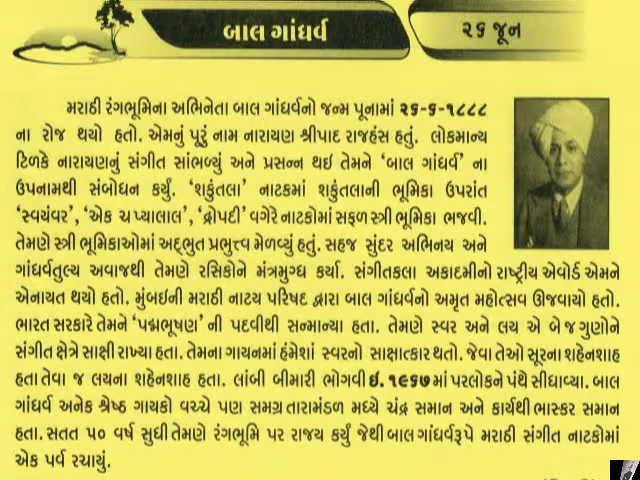 બાલ ગાંધર્વ
૨૬ જૂન
મરાઠી રંગભૂમિના અભિનેતા બાલ ગાંધર્વનો જન્મ પૂનામાં ૨૬-૬-૧૮૮૮
ના રોજ થયો હતો. એમનું પૂરું નામ નારાયણ શ્રીપાદ રાજહંસ હતું. લોકમાન્ય
ટિળકે નારાયણનું સંગીત સાંભળ્યું અને પ્રસન્ન થઇ તેમને ‘બાલ ગાંધર્વ’ ના
ઉપનામથી સંબોધન કર્યું. ‘શકુંતલા’ નાટકમાં શકુંતલાની ભૂમિકા ઉપરાંત
‘સ્વયંવર’, ‘એક ચ પ્યાલાલ’, ‘દ્રોપદી’ વગેરે નાટકોમાં સફળ સ્ત્રી ભૂમિકા ભજવી.
તેમણે સ્ત્રી ભૂમિકાઓમાં અદ્ભુત પ્રભુત્ત્વ મેળવ્યું હતું. સહજ સુંદર અભિનય અને
ગાંધર્વતુલ્ય અવાજથી તેમણે રસિકોને મંત્રમુગ્ધ કર્યા. સંગીતકલા અકાદમીનો રાષ્ટ્રીય એવોર્ડ એમને
એનાયત થયો હતો. મુંબઇની મરાઠી નાટય પરિષદ દ્વારા બાલ ગાંધર્વનો અમૃત મહોત્સવ ઊજવાયો હતો.
ભારત સરકારે તેમને ‘પદ્મભૂષણ’ ની પદવીથી સન્માન્યા હતા. તેમણે સ્વર અને લય એ બે જ ગુણોને
સંગીત ક્ષેત્રે સાક્ષી રાખ્યા હતા. તેમના ગાયનમાં હંમેશાં સ્વરનો સાક્ષાત્કાર થતો. જેવા તેઓ સૂરના શહેનશાહ
હતા તેવા જ લયના શહેનશાહ હતા. લાંબી બીમારી ભોગવી ઇ. ૧૯૬૭ માં પરલોકને પંથે સીધાવ્યા. બાલ
ગાંધર્વ અનેક શ્રેષ્ઠ ગાયકો વચ્ચે પણ સમગ્ર તારામંડળ મધ્યે ચંદ્ર સમાન અને કાર્યથી ભાસ્કર સમાન
હતા. સતત ૫૦ વર્ષ સુધી તેમણે રંગભૂમિ પર રાજય કર્યું જેથી બાલ ગાંધર્વરૂપે મરાઠી સંગીત નાટકોમાં
એક પર્વ રચાયું.